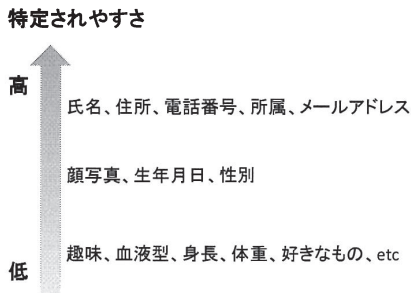 特定されやすさ
高
氏名、住所、電話番号、所属、メールアドレス
顔写真、生年月日、性別
趣味、血液型、身長、体重、好きなもの、etc
低